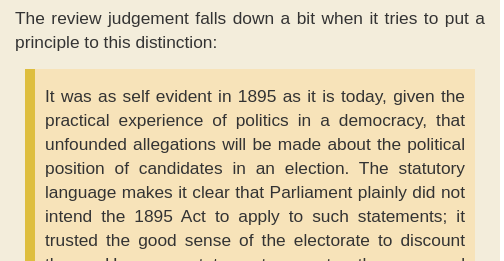 The review judgement falls down a bit when it tries to put a
principle to this distinction:
It was as self evident in 1895 as it is today, given the
practical experience of politics in a democracy, that
unfounded allegations will be made about the political
position of candidates in an election. The statutory
language makes it clear that Parliament plainly did not
intend the 1895 Act to apply to such statements; it
trusted the good sense of the electorate to discount